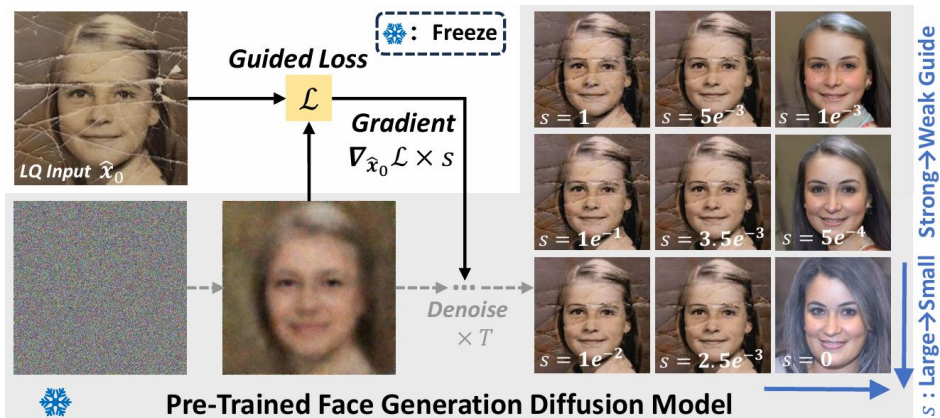 ❄: Freeze
Guided Loss
ℒ
Gradient
∇x̂₀ℒ × s
LQ Input x̂₀
Denoise
× T
s = 1
s = 5e⁻³
s = 1e⁻³
s = 1e⁻¹
s = 3.5e⁻³
s = 5e⁻⁴
s = 1e⁻²
s = 2.5e⁻³
s = 0
Strong→Weak Guide
s : Large→Small
Pre-Trained Face Generation Diffusion Model